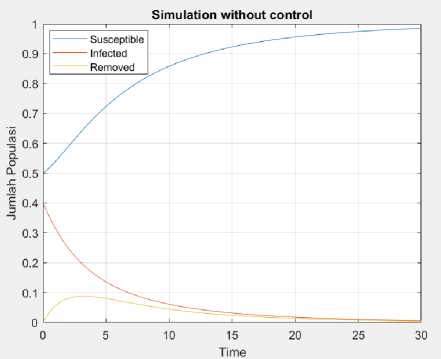 Simulation without control
Susceptible
Infected
Removed
1
0.9
0.8
0.7
0.6
0.5
0.4
0.3
0.2
0.1
0
Jumlah Populasi
0 5 10 15 20 25 30
Time